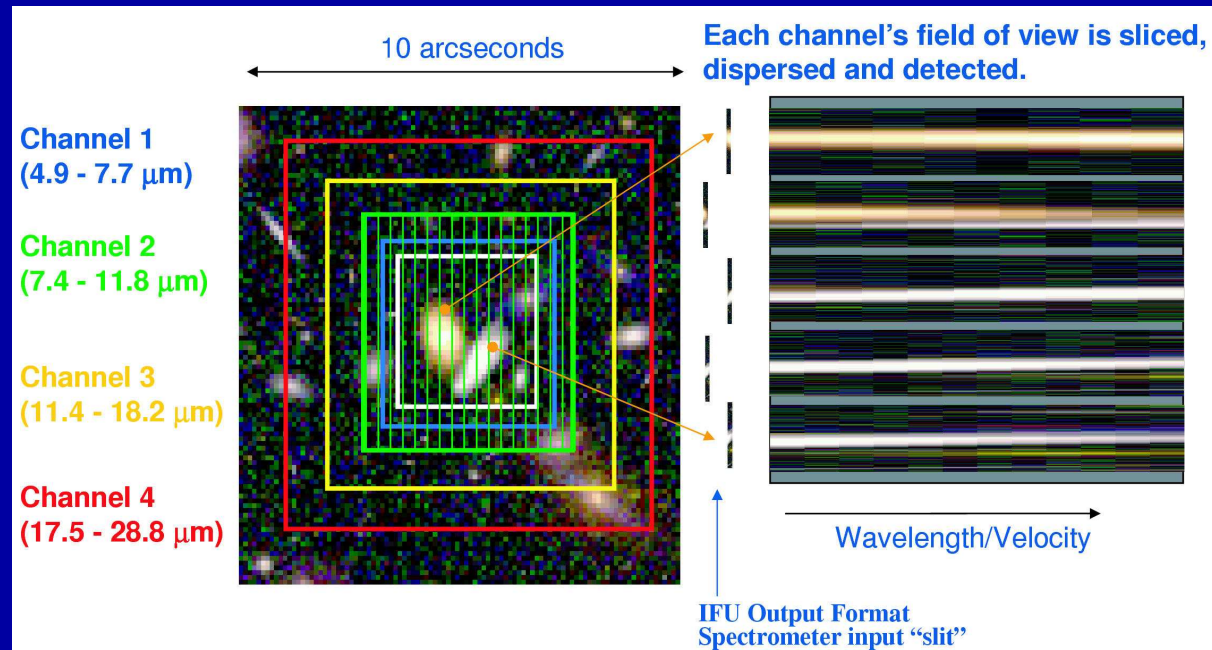 10 arcseconds
Each channel's field of view is sliced,
dispersed and detected.
Channel 1
(4.9 - 7.7 μm)
Channel 2
(7.4 - 11.8 μm)
Channel 3
(11.4 - 18.2 μm)
Channel 4
(17.5 - 28.8 μm)
Wavelength/Velocity
IFU Output Format
Spectrometer input “slit”